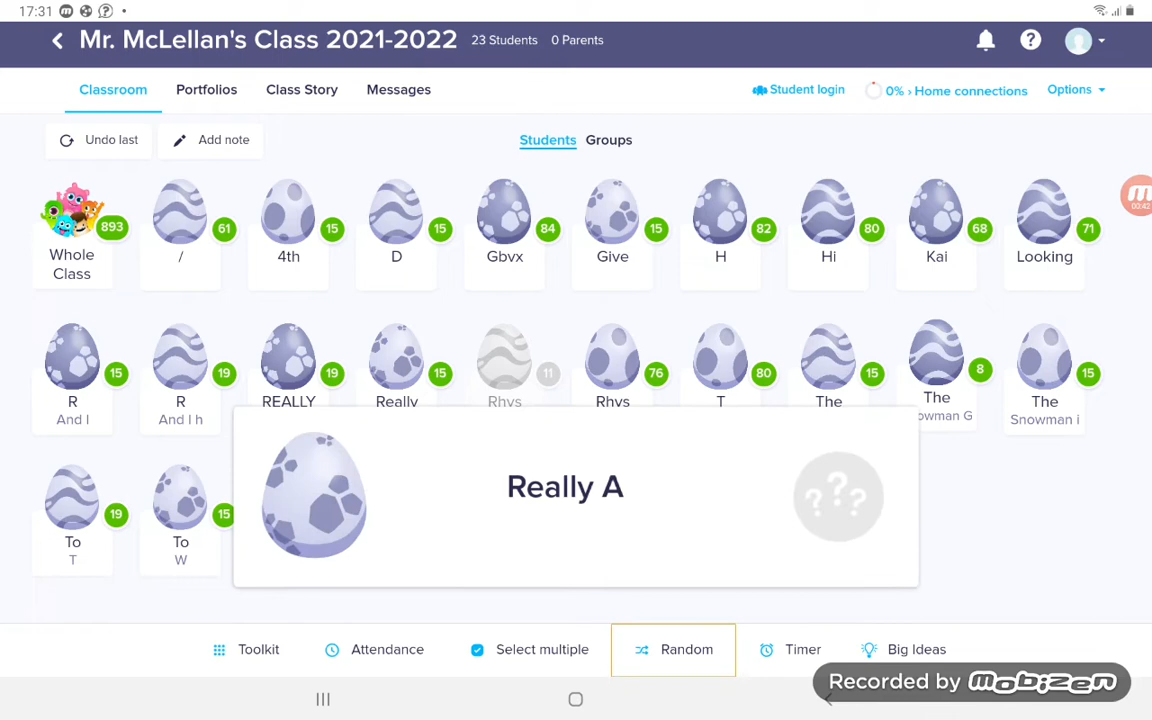 17:31
Mr. McLellan's Class 2021-2022 23 Students 0 Parents
Classroom Portfolios Class Story Messages Student login 0% › Home connections Options
Undo last Add note Students Groups
00:42
893 61 15 15 84 15 82 80 68 71
Whole Class / 4th D Gbvx Give H Hi Kai Looking
15 19 19 15 11 76 80 15 8 15
R R REALLY Really Rhys Rhys T The The The
And I And I h owman G Snowman i
Really A
???
19 15
To To
T W
Toolkit Attendance Select multiple Random Timer Big Ideas
Recorded by mobizen